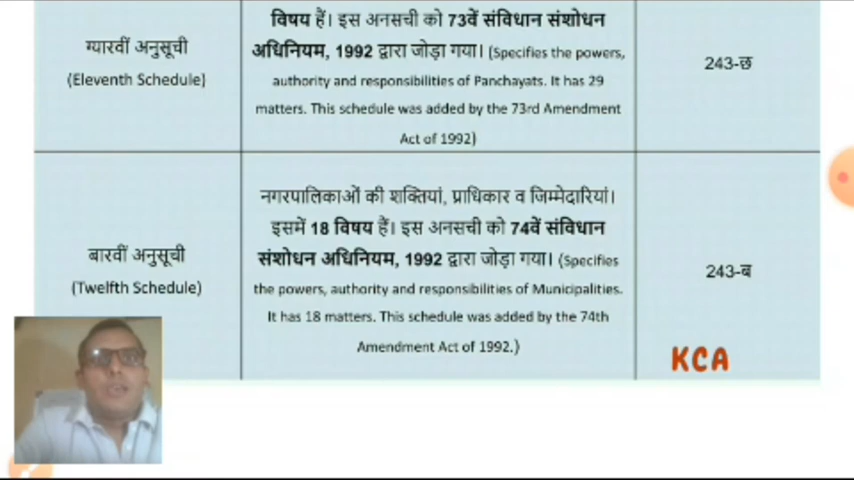 विषय हैं। इस अनसची को 73वें संविधान संशोधन
अधिनियम, 1992 द्वारा जोड़ा गया। (Specifies the powers,
authority and responsibilities of Panchayats. It has 29
matters. This schedule was added by the 73rd Amendment
Act of 1992)
ग्यारवीं अनुसूची
(Eleventh Schedule)
243-छ
नगरपालिकाओं की शक्तियां, प्राधिकार व जिम्मेदारियां।
इसमें 18 विषय हैं। इस अनसची को 74वें संविधान
संशोधन अधिनियम, 1992 द्वारा जोड़ा गया। (Specifies
the powers, authority and responsibilities of Municipalities.
It has 18 matters. This schedule was added by the 74th
Amendment Act of 1992.)
बारवीं अनुसूची
(Twelfth Schedule)
243-ब
KCA